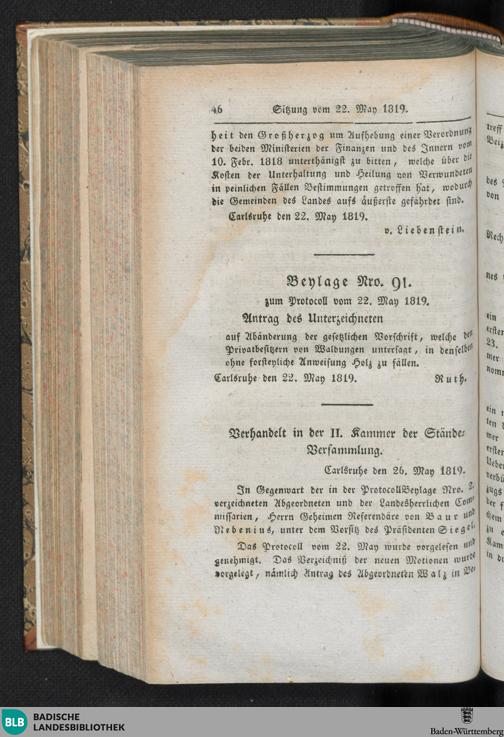 46 Sitzung vom 22. May 1819.
heit den Großherzog um Aufhebung einer Verordnung
der beiden Ministerien der Finanzen und des Innern vom
10. Febr. 1818 unterthänigst zu bitten, welche über die
Kosten der Unterhaltung und Heilung von Verwundeten
in peinlichen Fällen Bestimmungen getroffen hat, wodurch
die Gemeinden des Landes aufs äußerste gefährdet sind.
Carlsruhe den 22. May 1819.
v. Liebenstein.
Beylage Nro. 91.
zum Protocoll vom 22. May 1819.
Antrag des Unterzeichneten
auf Abänderung der gesetzlichen Vorschrift, welche den
Privatbesitzern von Waldungen untersagt, in denselben
ohne forsteyliche Anweisung Holz zu fällen.
Carlsruhe den 22. May 1819. Ruth.
Verhandelt in der II. Kammer der Stände-
Versammlung.
Carlsruhe den 26. May 1819.
In Gegenwart der in der ProtocollBeylage Nro. 2.
verzeichneten Abgeordneten und der Landesherrlichen Com-
missarien, Herrn Geheimen Referendäre von Baur und
Nebenius, unter dem Vorsitz des Präsidenten Siegel.
Das Protocoll vom 22. May wurde vorgelesen und
genehmigt. Das Verzeichniß der neuen Motionen wurde
vorgelegt, nämlich Antrag des Abgeordneten Walz in Be-
BLB BADISCHE
LANDESBIBLIOTHEK
Baden-Württemberg